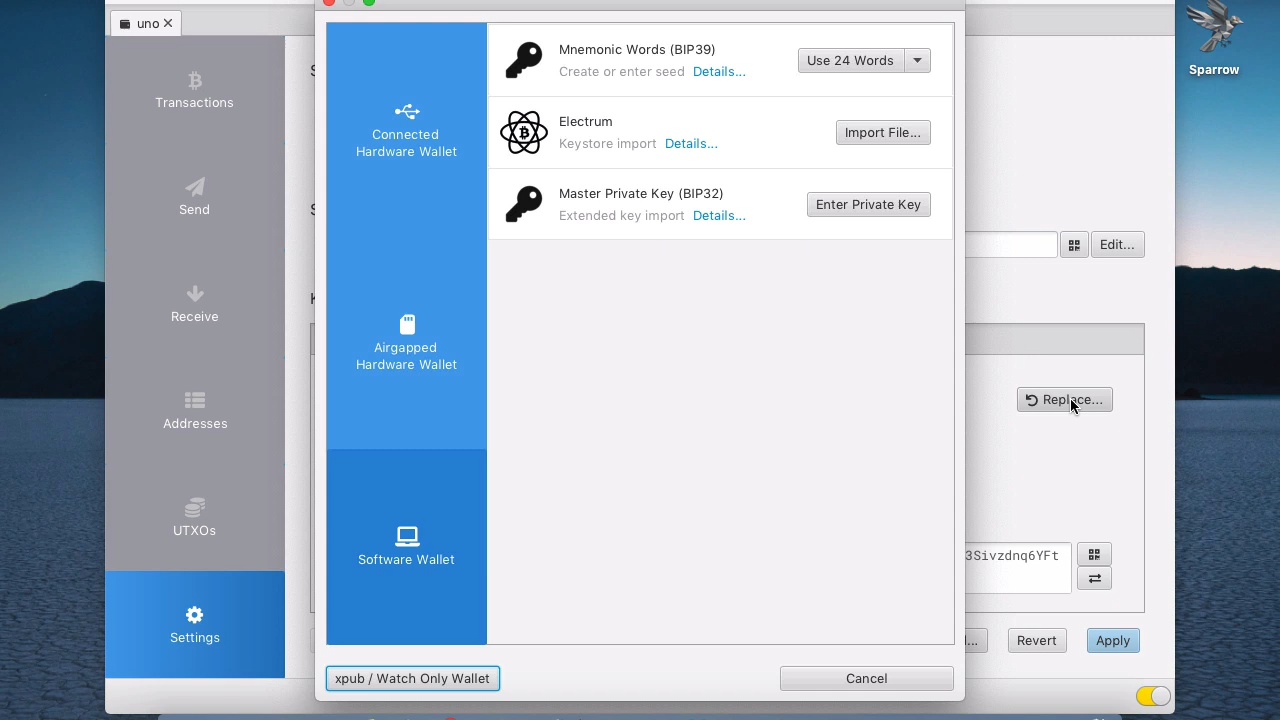 uno
Transactions
Send
Receive
Addresses
UTXOs
Settings
Connected
Hardware Wallet
Airgapped
Hardware Wallet
Software Wallet
Mnemonic Words (BIP39)
Create or enter seed Details...
Use 24 Words
Electrum
Keystore import Details...
Import File...
Master Private Key (BIP32)
Extended key import Details...
Enter Private Key
xpub / Watch Only Wallet
Cancel
Edit...
Replace...
3Sivzdnq6YFt
Revert
Apply
Sparrow